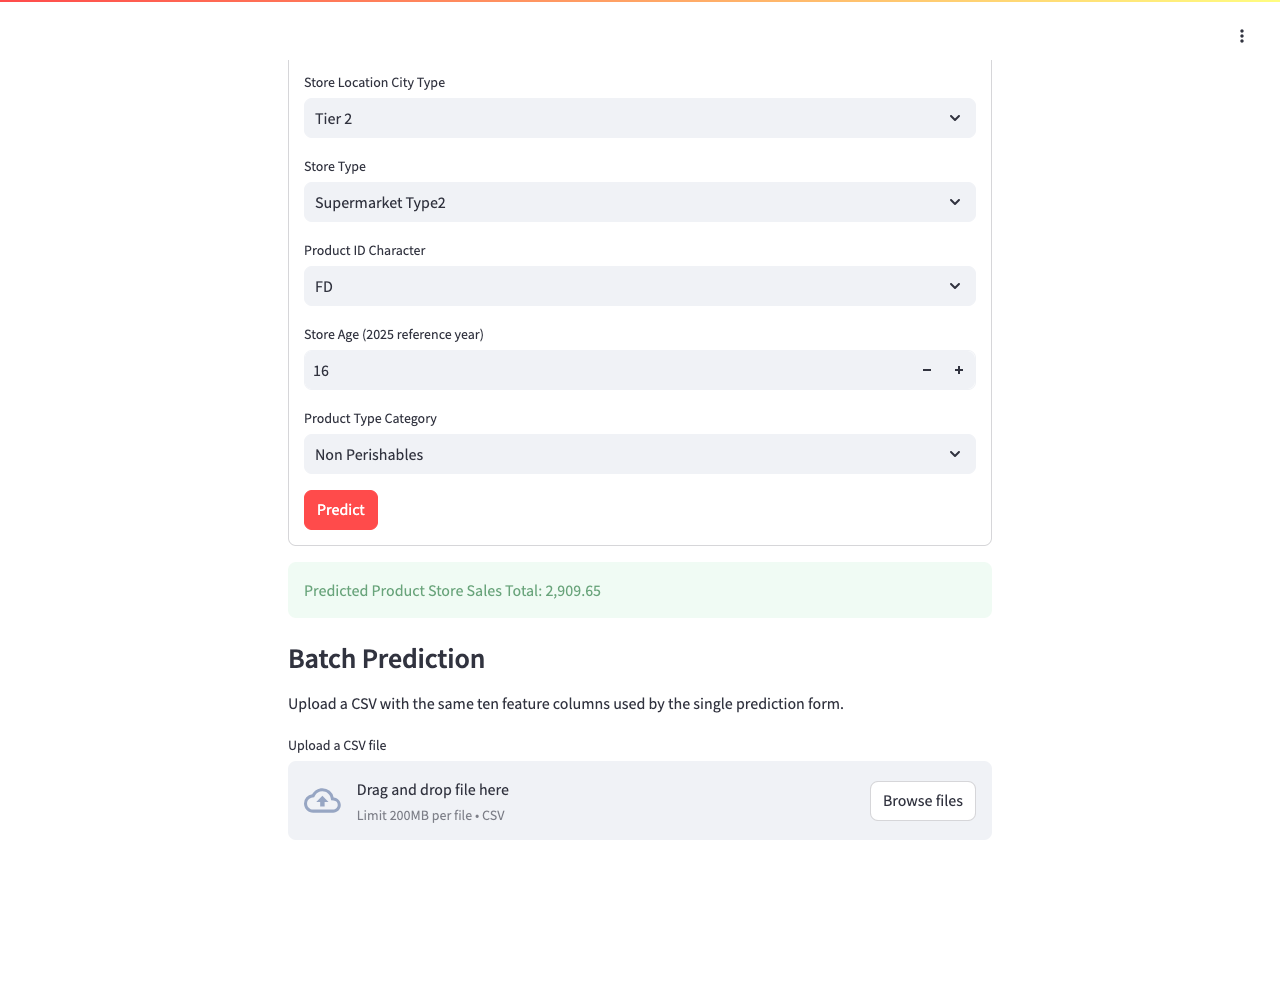 Store Location City Type
Tier 2
Store Type
Supermarket Type2
Product ID Character
FD
Store Age (2025 reference year)
16
Product Type Category
Non Perishables
Predict
Predicted Product Store Sales Total: 2,909.65
Batch Prediction
Upload a CSV with the same ten feature columns used by the single prediction form.
Upload a CSV file
Drag and drop file here
Limit 200MB per file • CSV
Browse files